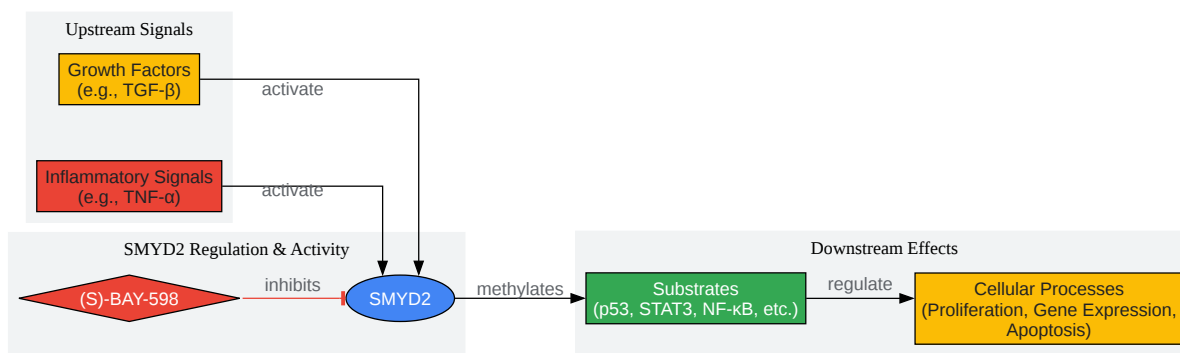 Upstream Signals
Growth Factors
(e.g., TGF-β)
activate
Inflammatory Signals
(e.g., TNF-α)
activate
SMYD2 Regulation & Activity
(S)-BAY-598
inhibits
SMYD2
methylates
Downstream Effects
Substrates
(p53, STAT3, NF-κB, etc.)
regulate
Cellular Processes
(Proliferation, Gene Expression,
Apoptosis)